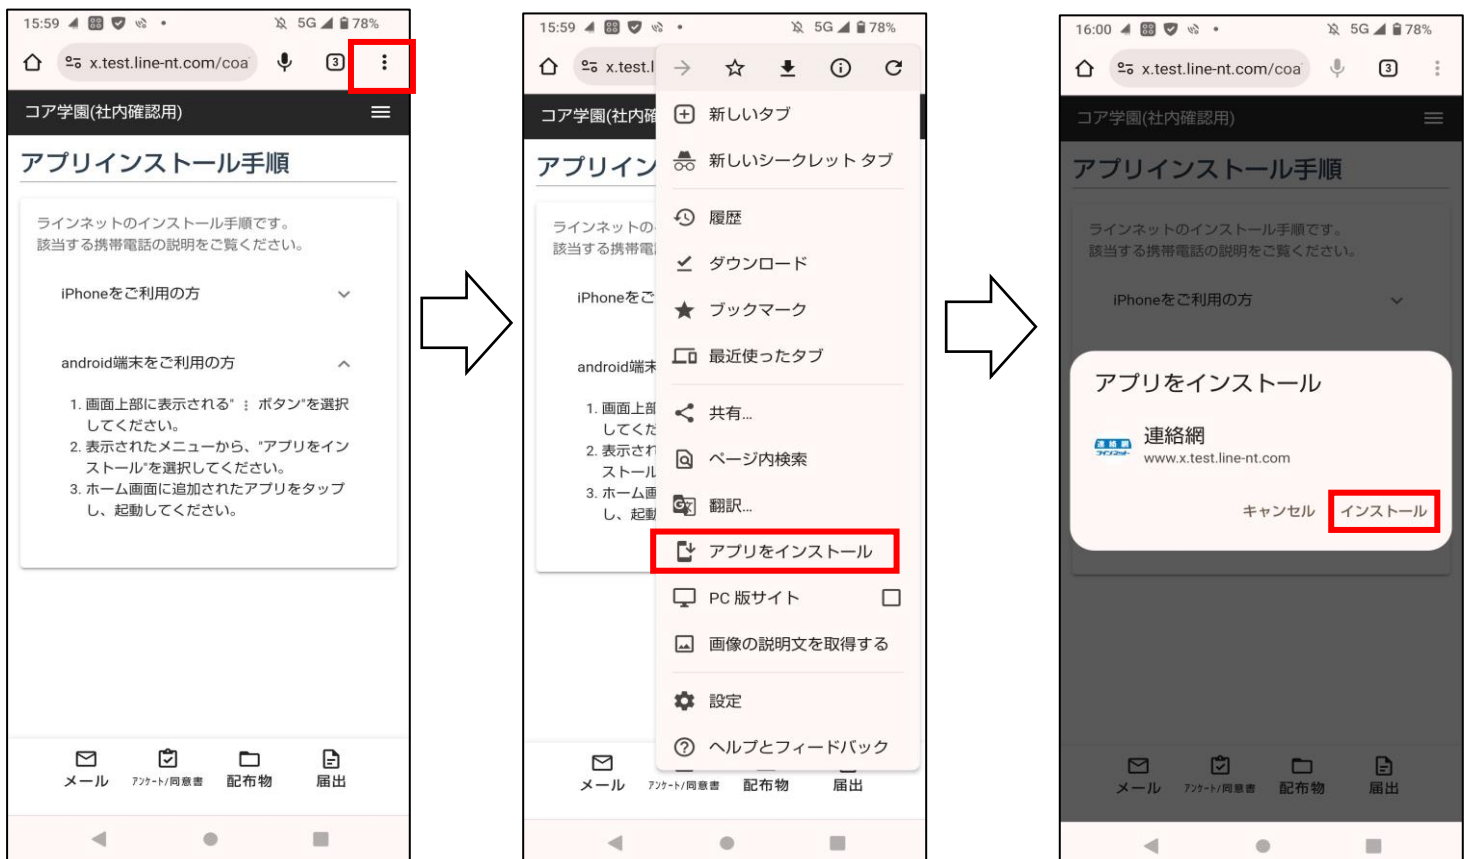 15:59
5G 78%
x.test.line-nt.com/coa
3
コア学園(社内確認用)
アプリインストール手順
ラインネットのインストール手順です。
該当する携帯電話の説明をご覧ください。
iPhoneをご利用の方
android端末をご利用の方
1. 画面上部に表示される"⋮ボタン"を選択
してください。
2. 表示されたメニューから、"アプリをイン
ストール"を選択してください。
3. ホーム画面に追加されたアプリをタップ
し、起動してください。
メール
アンケート/同意書
配布物
届出
15:59
5G 78%
x.test.l
コア学園(社内確
アプリイン
ラインネットの
該当する携帯電
iPhoneをご
android端末
1. 画面上部
してくだ
2. 表示され
ストール
3. ホーム画
し、起動
新しいタブ
新しいシークレット タブ
履歴
ダウンロード
ブックマーク
最近使ったタブ
共有...
ページ内検索
翻訳...
アプリをインストール
PC 版サイト
画像の説明文を取得する
設定
ヘルプとフィードバック
メール
アンケート/同意書
配布物
届出
16:00
5G 78%
x.test.line-nt.com/coa
3
コア学園(社内確認用)
アプリインストール手順
ラインネットのインストール手順です。
該当する携帯電話の説明をご覧ください。
iPhoneをご利用の方
アプリをインストール
連絡網
ラインネット
連絡網
www.x.test.line-nt.com
キャンセル
インストール
メール
アンケート/同意書
配布物
届出